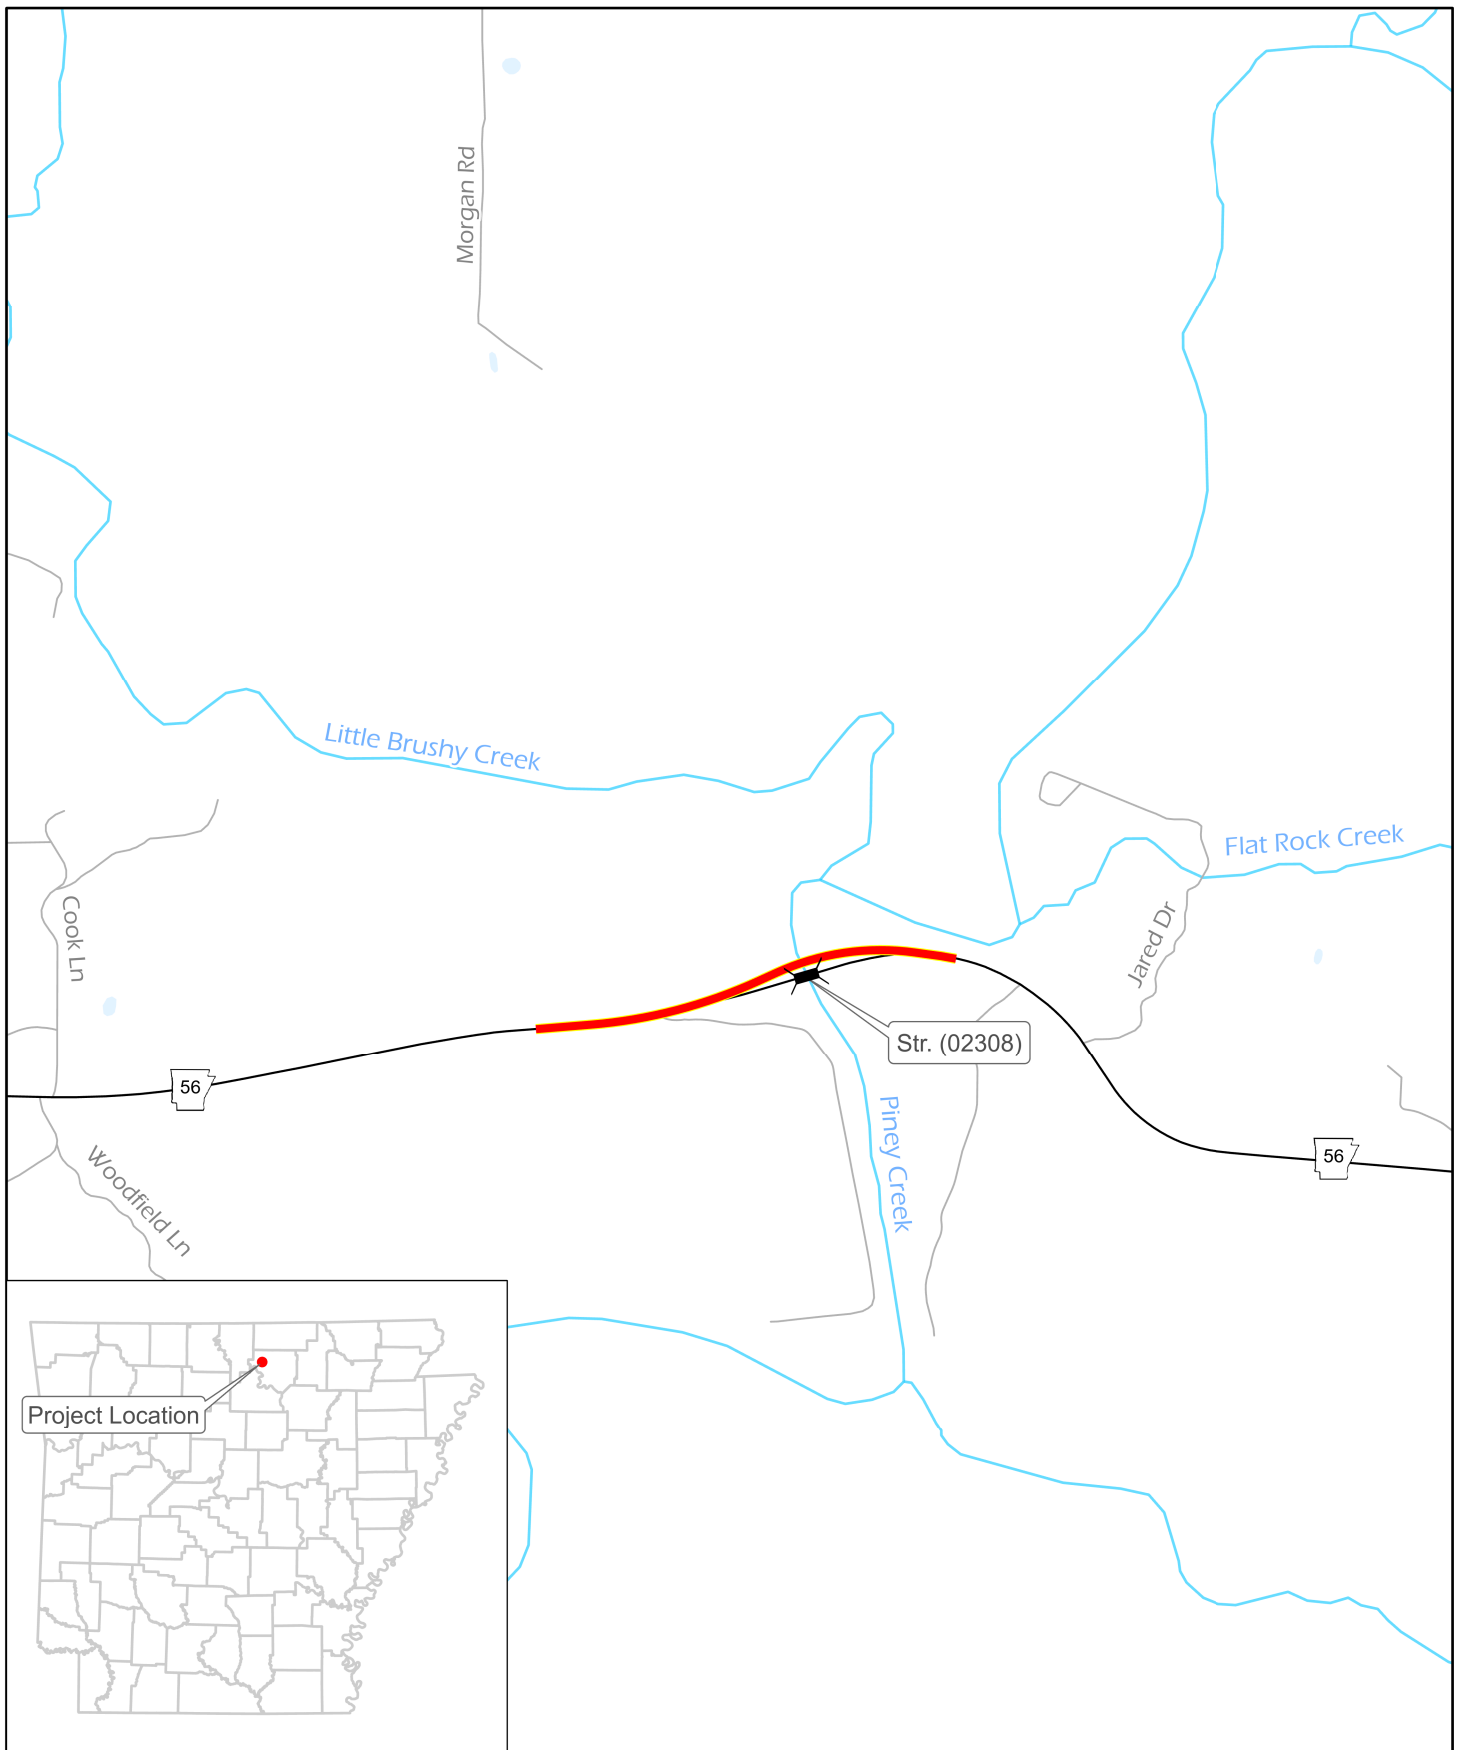 Morgan Rd
Little Brushy Creek
Flat Rock Creek
Cook Ln
Jared Dr
Str. (02308)
56
Piney Creek
56
Woodfield Ln
Project Location